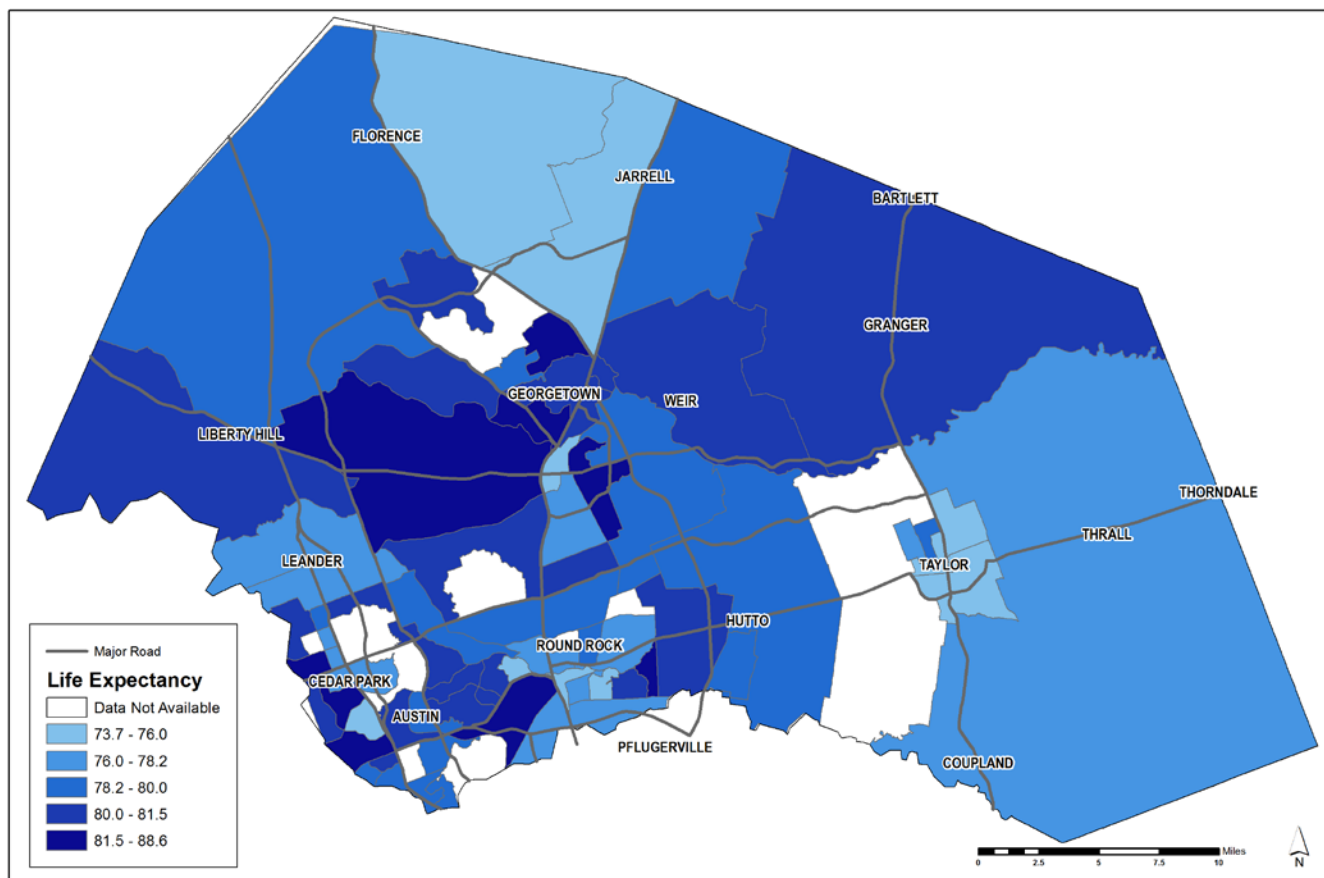 FLORENCE
JARRELL
BARTLETT
GRANGER
GEORGETOWN
WEIR
LIBERTY HILL
THORNDALE
THRALL
LEANDER
TAYLOR
HUTTO
ROUND ROCK
CEDAR PARK
AUSTIN
PFLUGERVILLE
COUPLAND
Major Road
Life Expectancy
Data Not Available
73.7 - 76.0
76.0 - 78.2
78.2 - 80.0
80.0 - 81.5
81.5 - 88.6
Miles
0 2.5 5 7.5 10
N